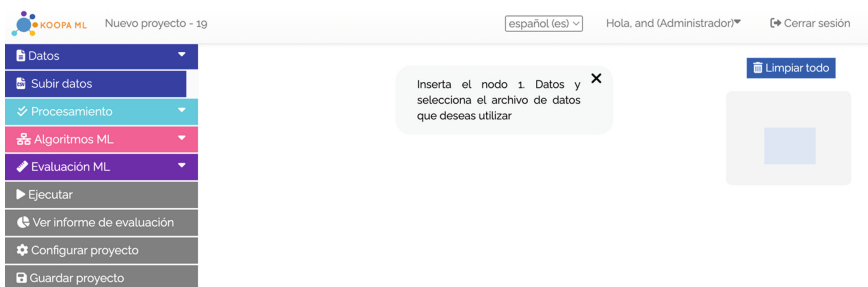 KOOPA ML
Nuevo proyecto - 19
español (es)
Hola, and (Administrador)
Cerrar sesión
Datos
Subir datos
Procesamiento
Algoritmos ML
Evaluación ML
Ejecutar
Ver informe de evaluación
Configurar proyecto
Guardar proyecto
Inserta el nodo 1. Datos y
selecciona el archivo de datos
que deseas utilizar
Limpiar todo